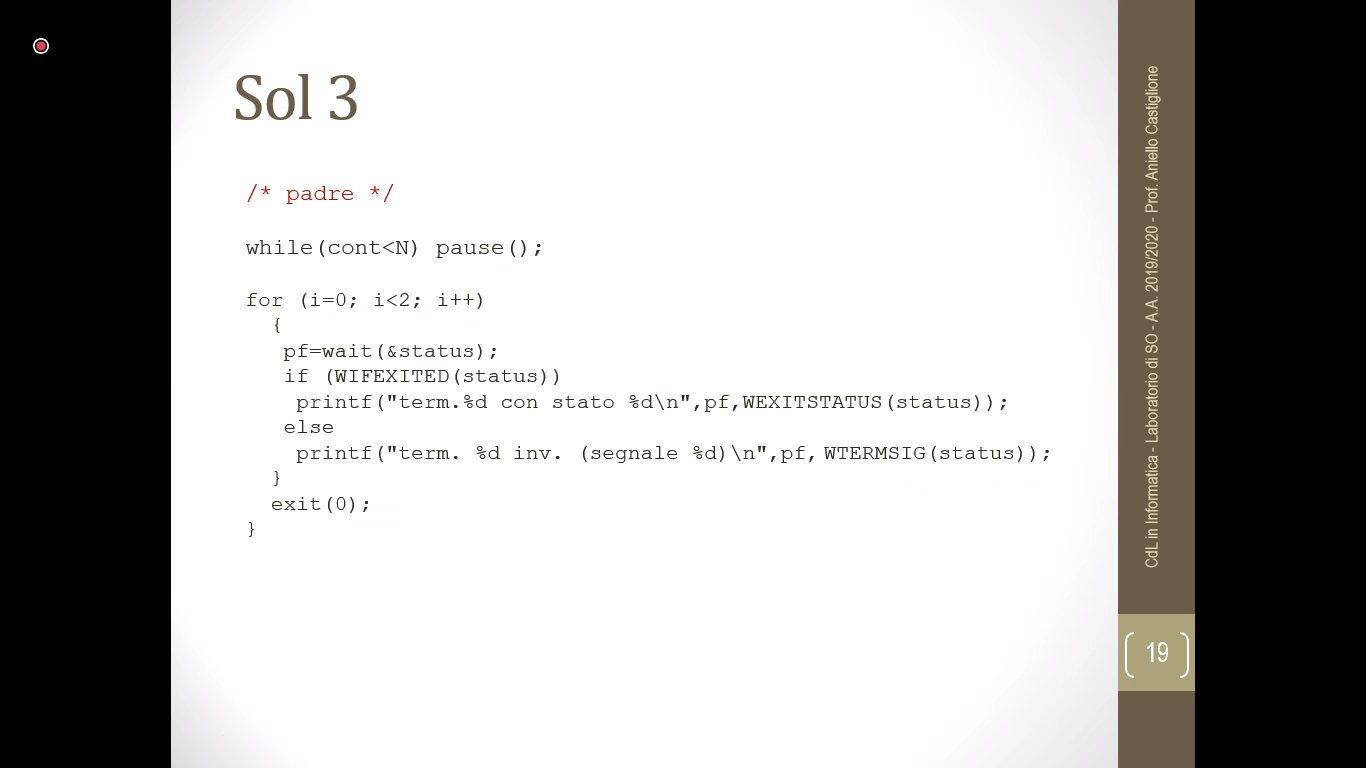 Sol 3
/* padre */
while(cont<N) pause();
for (i=0; i<2; i++)
{
pf=wait(&status);
if (WIFEXITED(status))
printf("term.%d con stato %d\n",pf,WEXITSTATUS(status));
else
printf("term. %d inv. (segnale %d)\n",pf,WTERMSIG(status));
}
exit(0);
}
CdL in Informatica - Laboratorio di SO - A.A. 2019/2020 - Prof. Aniello Castiglione
19